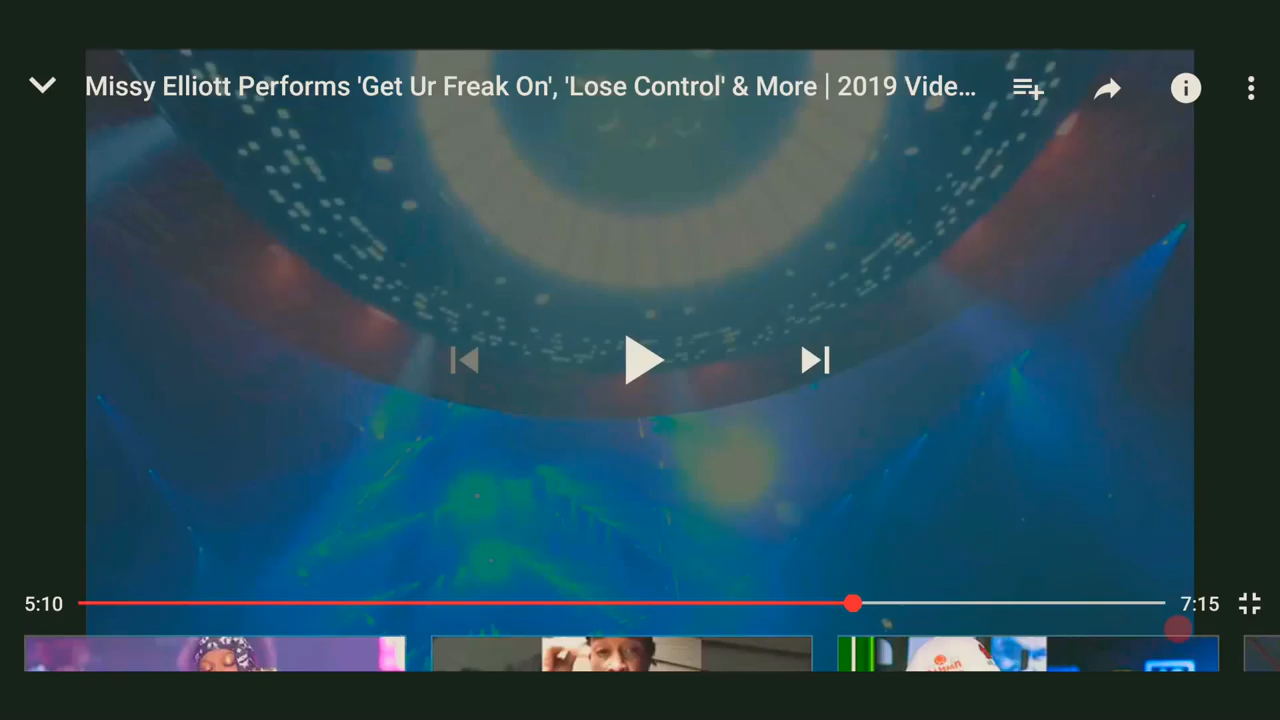 Missy Elliott Performs 'Get Ur Freak On', 'Lose Control' & More | 2019 Vide...
5:10
7:15